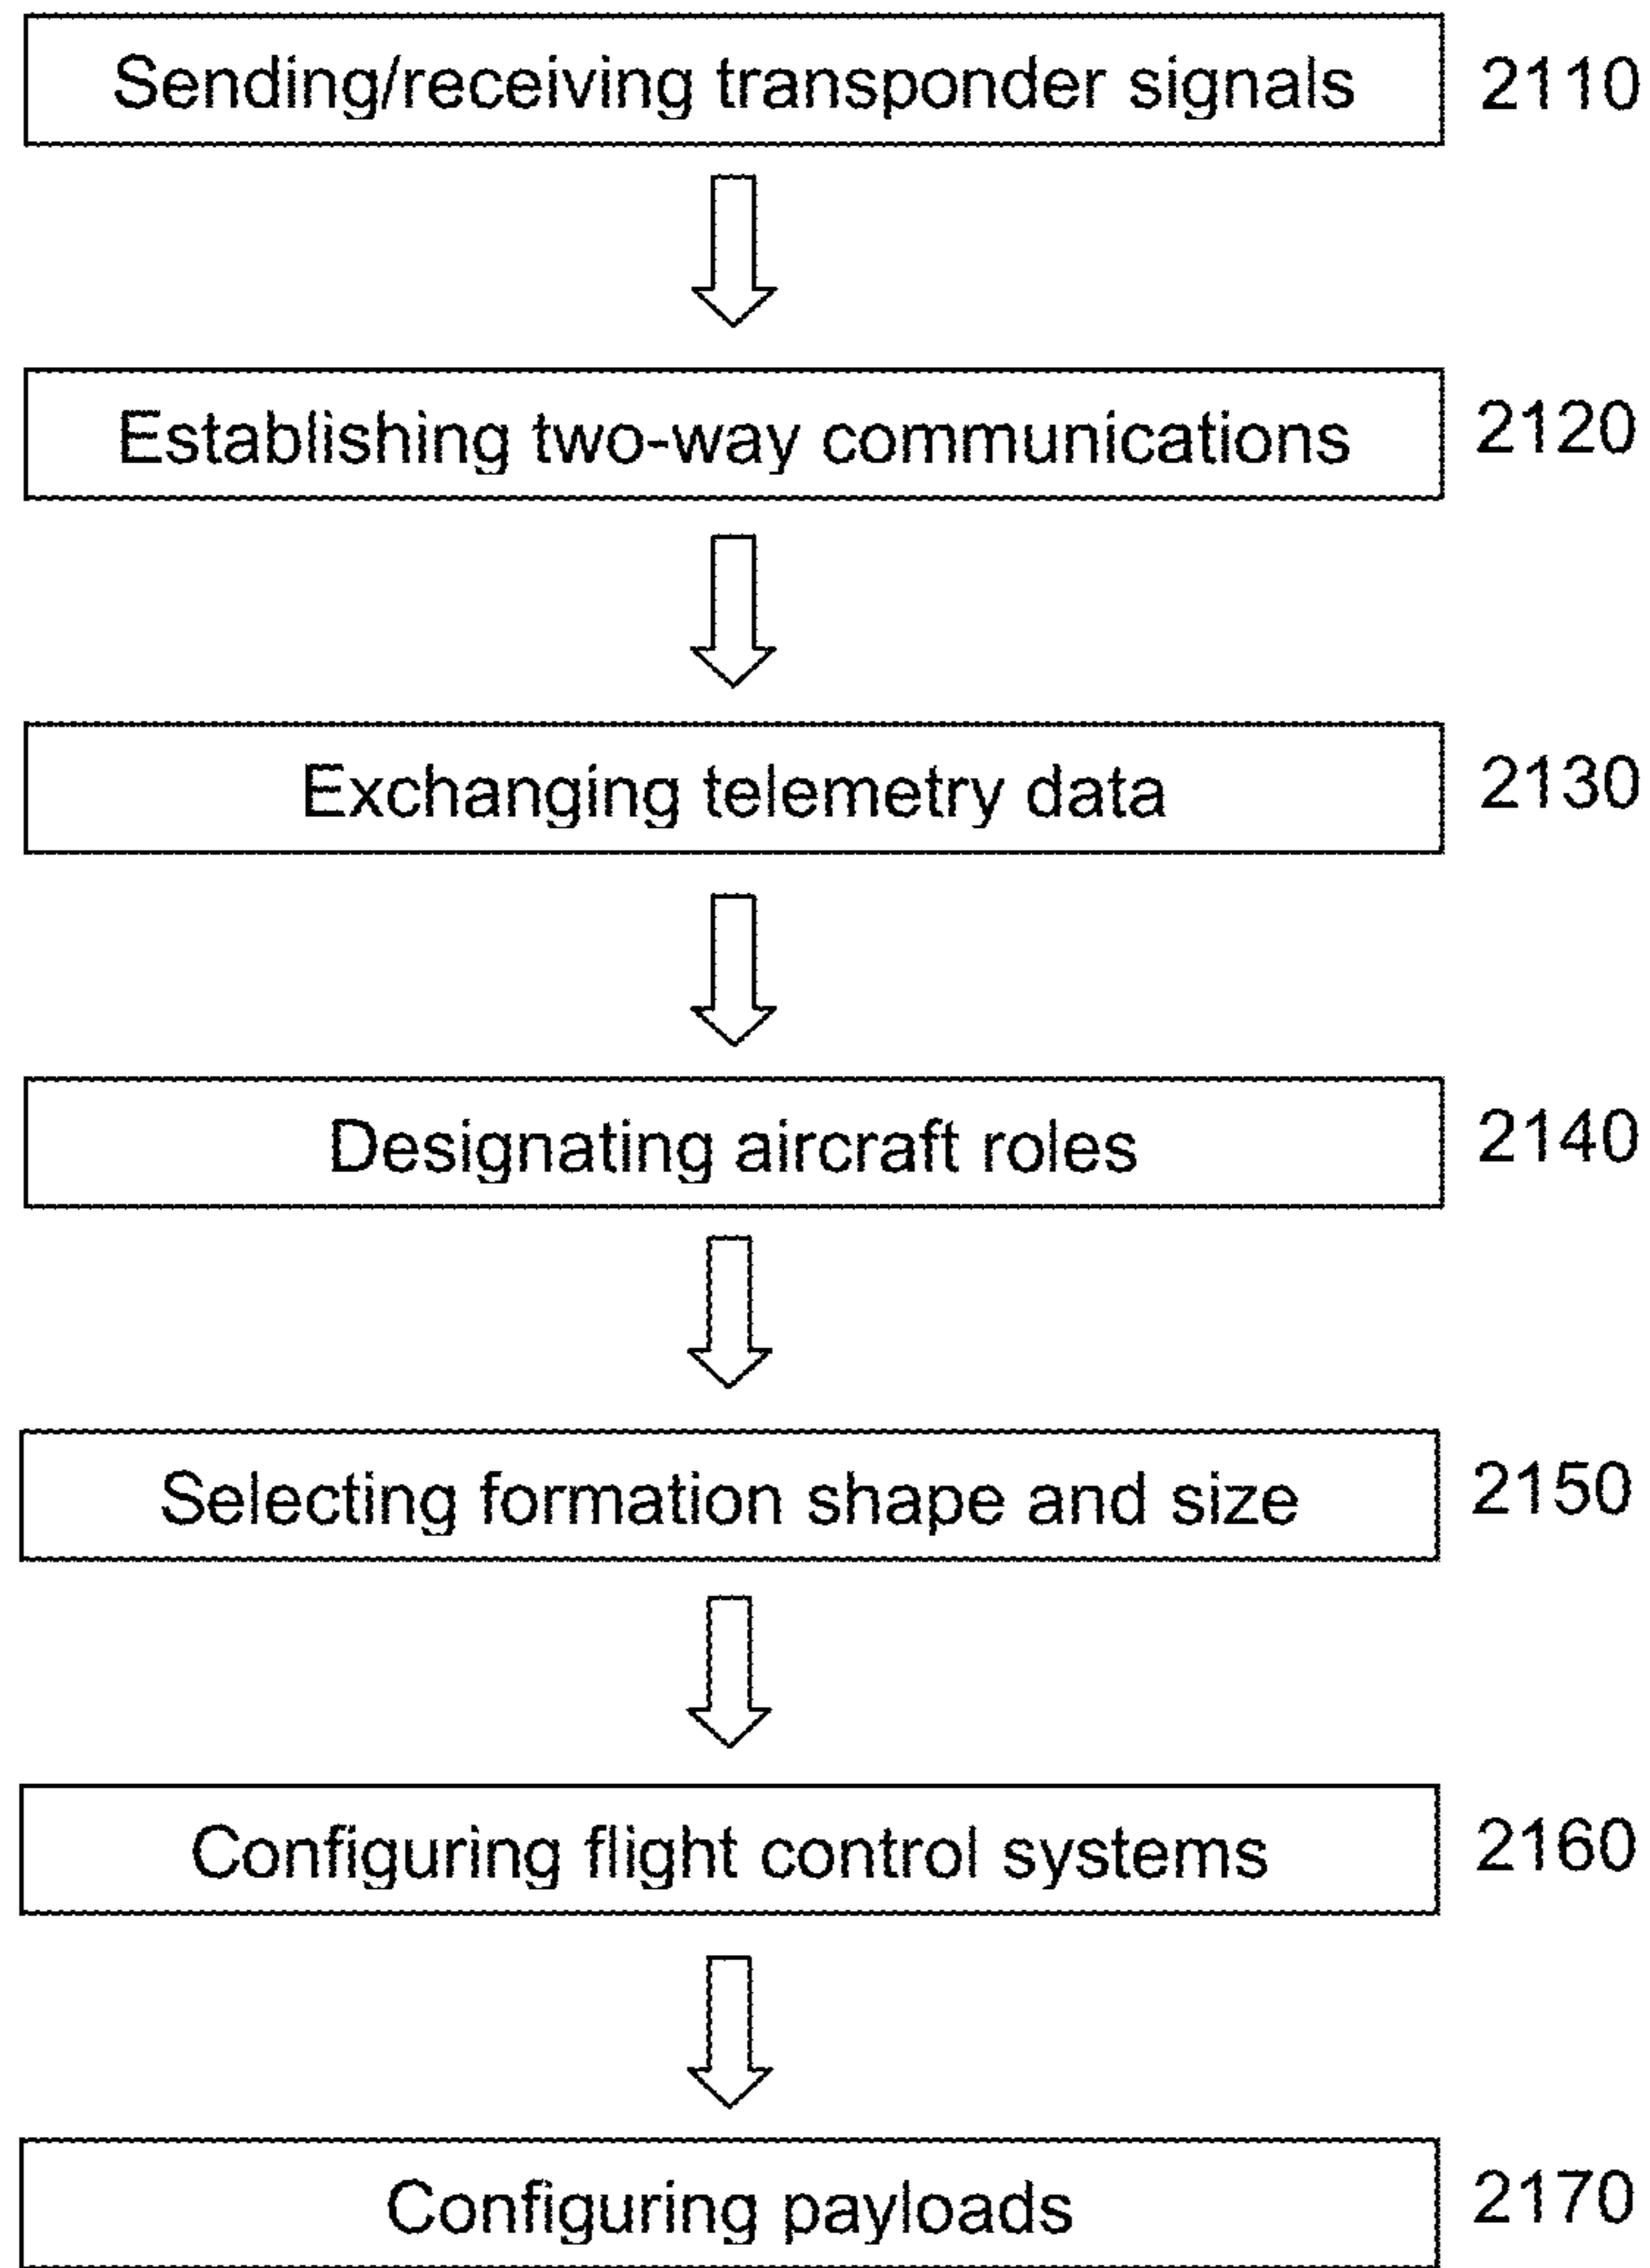 Sending/receiving transponder signals 2110
Establishing two-way communications 2120
Exchanging telemetry data 2130
Designating aircraft roles 2140
Selecting formation shape and size 2150
Configuring flight control systems 2160
Configuring payloads 2170